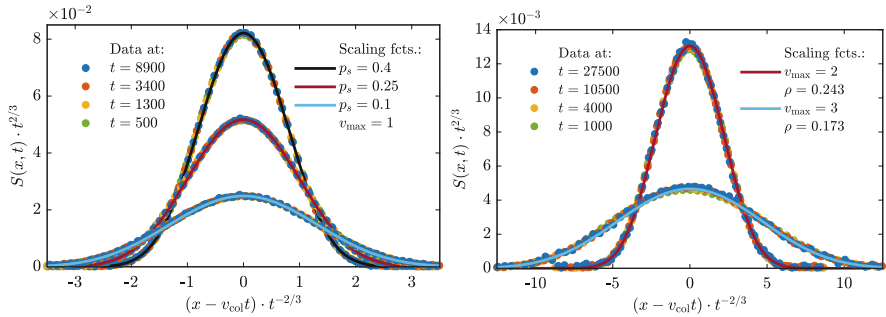 ×10⁻²
Data at:
t = 8900
t = 3400
t = 1300
t = 500
Scaling fcts.:
pₛ = 0.4
pₛ = 0.25
pₛ = 0.1
v_max = 1
8
6
4
2
0
S(x, t) · t^{2/3}
-3 -2 -1 0 1 2 3
(x − v_col t) · t^{−2/3}
×10⁻³
Data at:
t = 27500
t = 10500
t = 4000
t = 1000
Scaling fcts.:
v_max = 2
ρ = 0.243
v_max = 3
ρ = 0.173
14
12
10
8
6
4
2
0
S(x, t) · t^{2/3}
-10 -5 0 5 10
(x − v_col t) · t^{−2/3}